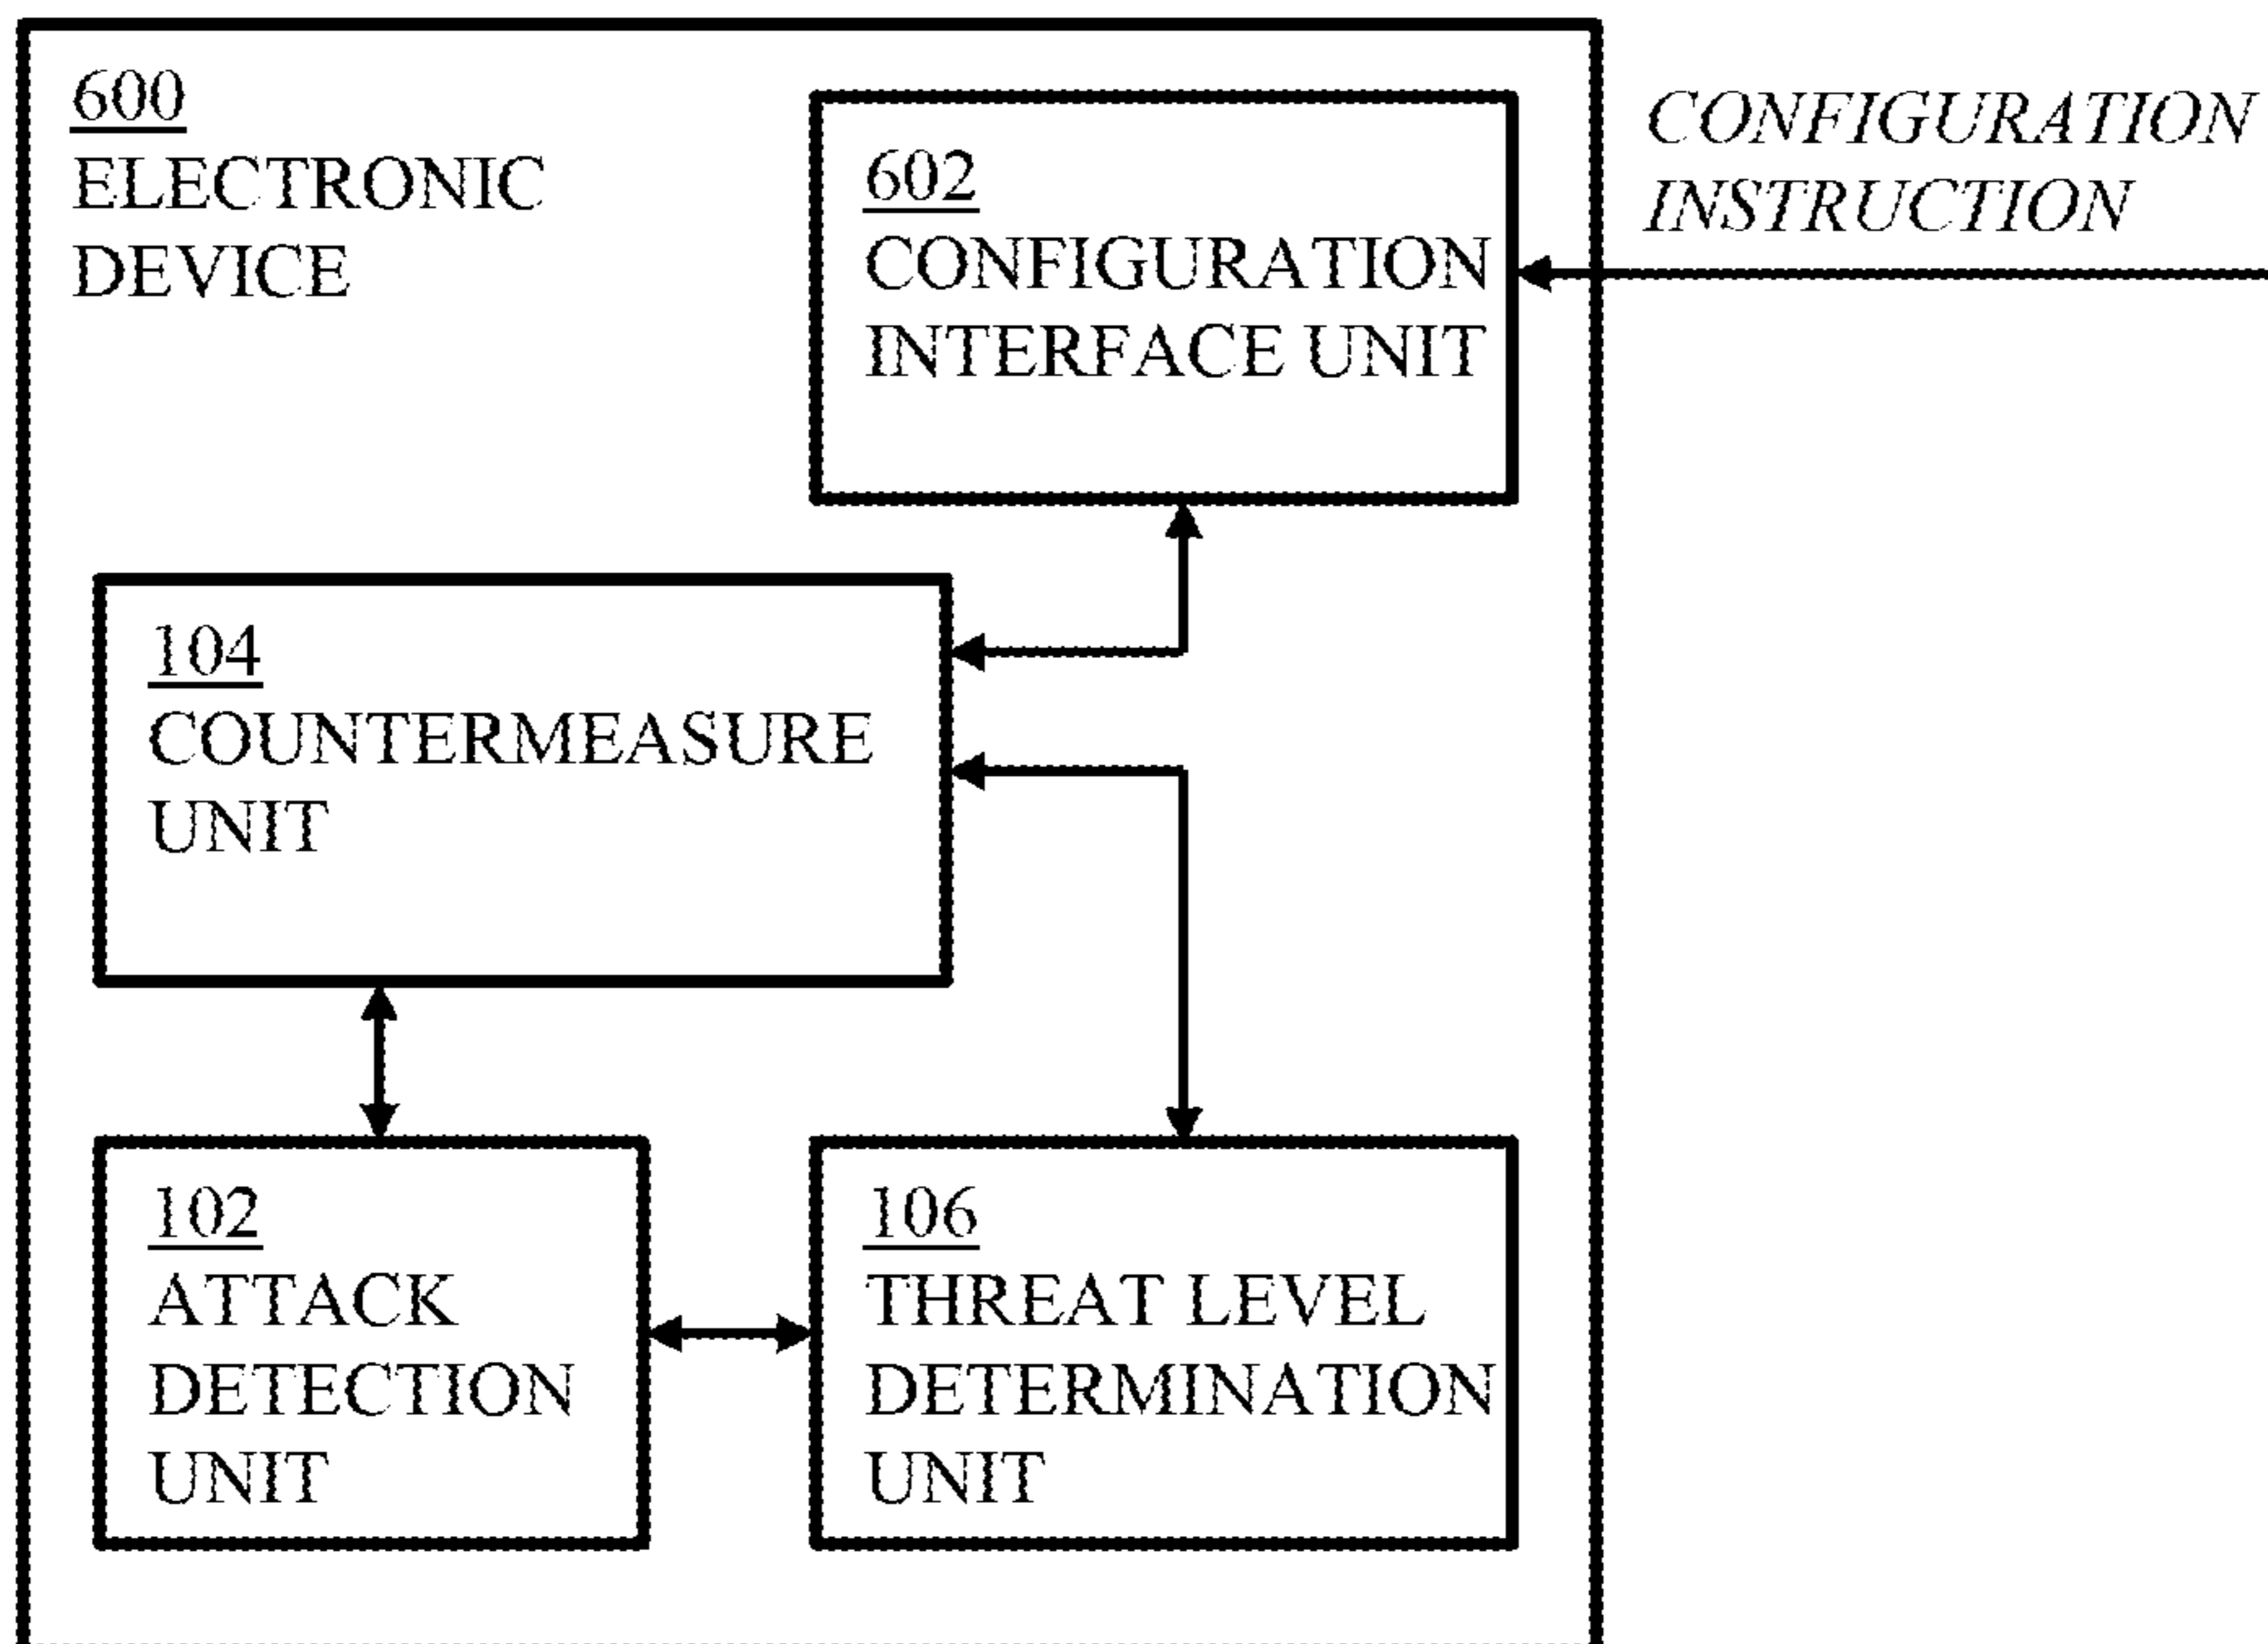 600
ELECTRONIC
DEVICE
602
CONFIGURATION
INTERFACE UNIT
CONFIGURATION
INSTRUCTION
104
COUNTERMEASURE
UNIT
102
ATTACK
DETECTION
UNIT
106
THREAT LEVEL
DETERMINATION
UNIT